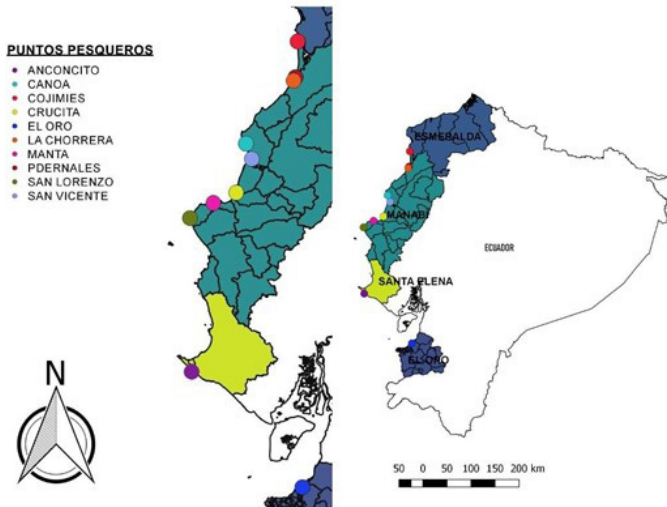 PUNTOS PESQUEROS
ANCONCITO
CANOA
COJIMIES
CRUCITA
EL ORO
LA CHORRERA
MANTA
PDERNALES
SAN LORENZO
SAN VICENTE
N
ESMERALDA
MANABI
ECUADOR
SANTA ELENA
EL ORO
50 0 50 100 150 200 km